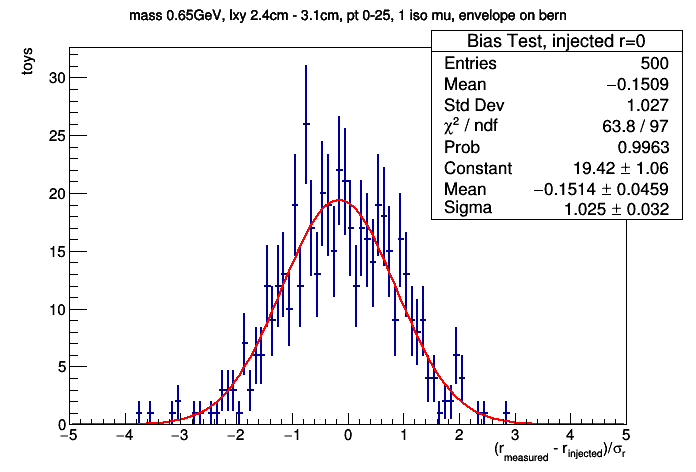 mass 0.65GeV, lxy 2.4cm - 3.1cm, pt 0-25, 1 iso mu, envelope on bern
toys
Bias Test, injected r=0
Entries 500
Mean −0.1509
Std Dev 1.027
χ² / ndf 63.8 / 97
Prob 0.9963
Constant 19.42 ± 1.06
Mean −0.1514 ± 0.0459
Sigma 1.025 ± 0.032
30
25
20
15
10
5
0
−5 −4 −3 −2 −1 0 1 2 3 4 5
(r_measured - r_injected)/σ_r